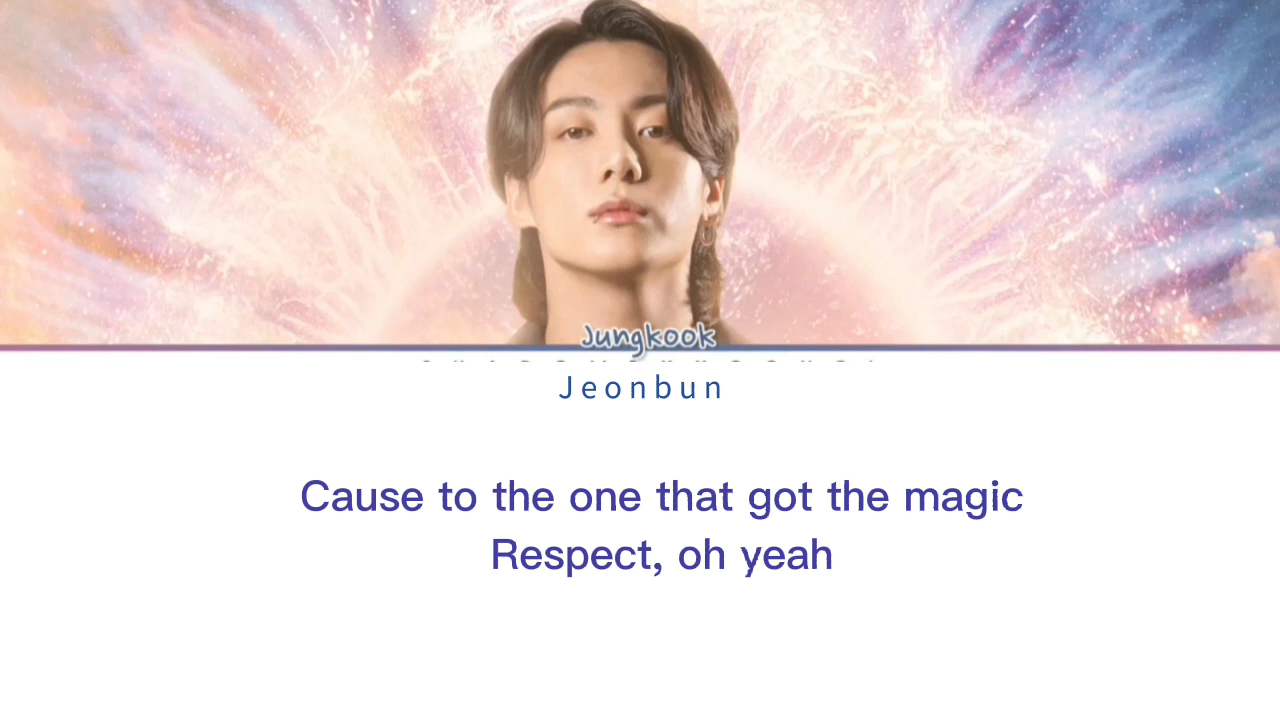 Jungkook
Jeonbun
Cause to the one that got the magic
Respect, oh yeah